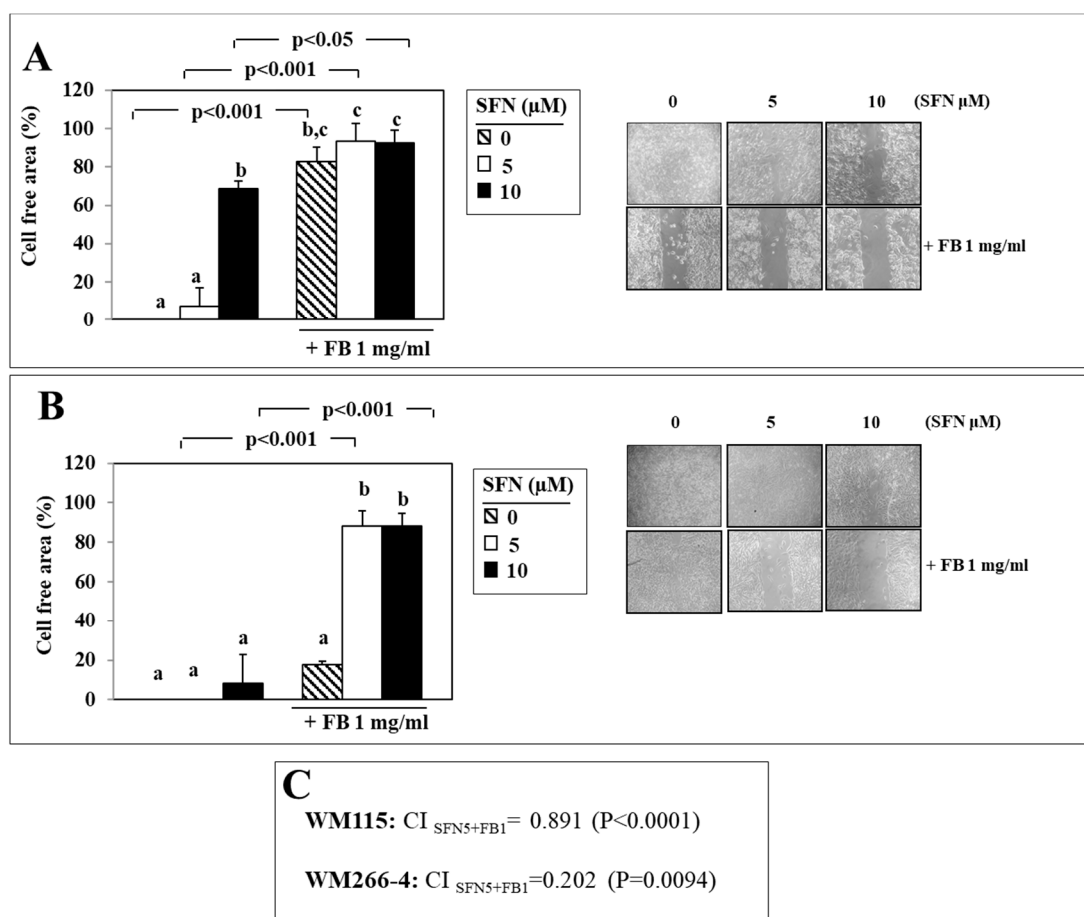 A
p<0.05
p<0.001
p<0.001
Cell free area (%)
120
100
80
60
40
20
0
a
a
b
b,c
c
c
+ FB 1 mg/ml
SFN (μM)
0
5
10
0 5 10 (SFN μM)
+ FB 1 mg/ml
B
p<0.001
p<0.001
Cell free area (%)
120
100
80
60
40
20
0
a
a
a
a
b
b
+ FB 1 mg/ml
SFN (μM)
0
5
10
0 5 10 (SFN μM)
+ FB 1 mg/ml
C
WM115: CI SFN5+FB1= 0.891 (P<0.0001)
WM266-4: CI SFN5+FB1=0.202 (P=0.0094)